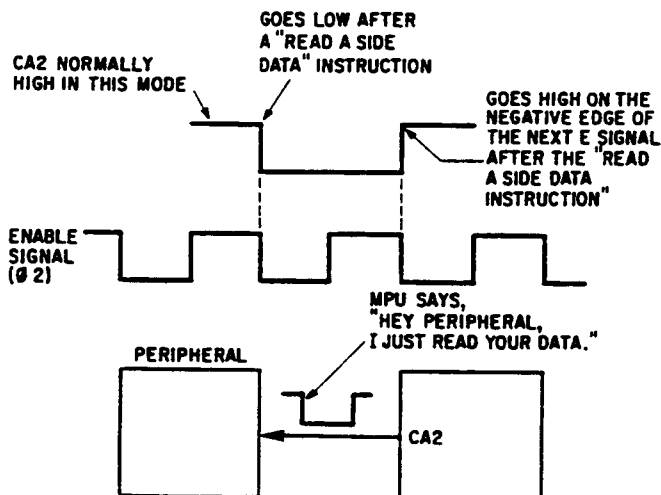 GOES LOW AFTER
A "READ A SIDE
DATA" INSTRUCTION
CA2 NORMALLY
HIGH IN THIS MODE
GOES HIGH ON THE
NEGATIVE EDGE OF
THE NEXT E SIGNAL
AFTER THE "READ
A SIDE DATA
INSTRUCTION"
ENABLE
SIGNAL
(Ø 2)
MPU SAYS,
"HEY PERIPHERAL,
I JUST READ YOUR DATA."
PERIPHERAL
CA2